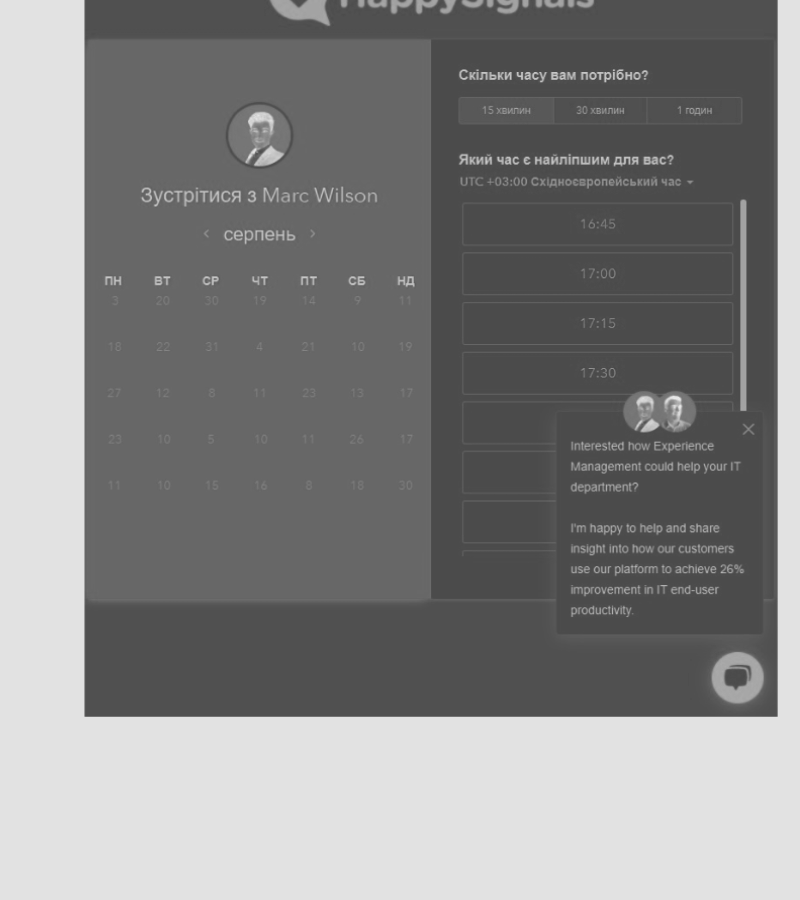 HappySignals
Зустрітися з Marc Wilson
серпень
ПН ВТ СР ЧТ ПТ СБ НД
3 20 30 19 14 9 11
18 22 31 4 21 10 19
27 12 8 11 23 13 17
23 10 5 10 11 26 17
11 10 15 16 8 18 30
Скільки часу вам потрібно?
15 хвилин 30 хвилин 1 годин
Який час є найліпшим для вас?
UTC +03:00 Східноєвропейський час
16:45
17:00
17:15
17:30
Interested how Experience
Management could help your IT
department?
I'm happy to help and share
insight into how our customers
use our platform to achieve 26%
improvement in IT end-user
productivity.